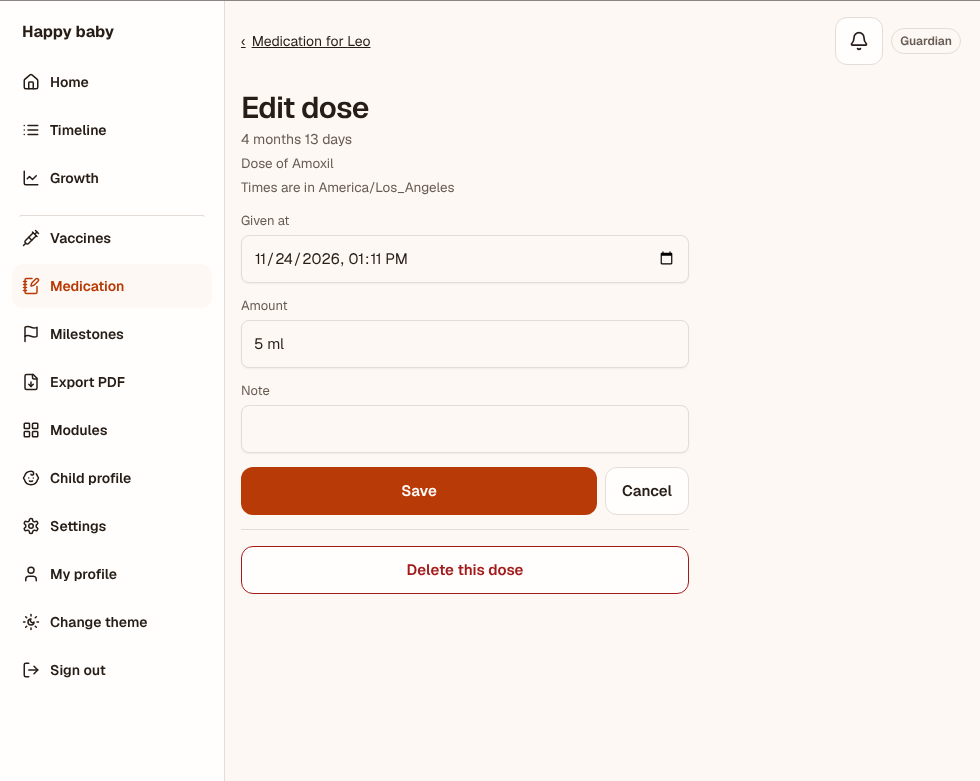 Happy baby
Home
Timeline
Growth
Vaccines
Medication
Milestones
Export PDF
Modules
Child profile
Settings
My profile
Change theme
Sign out
‹ Medication for Leo
Guardian
Edit dose
4 months 13 days
Dose of Amoxil
Times are in America/Los_Angeles
Given at
11/24/2026, 01:11 PM
Amount
5 ml
Note
Save
Cancel
Delete this dose